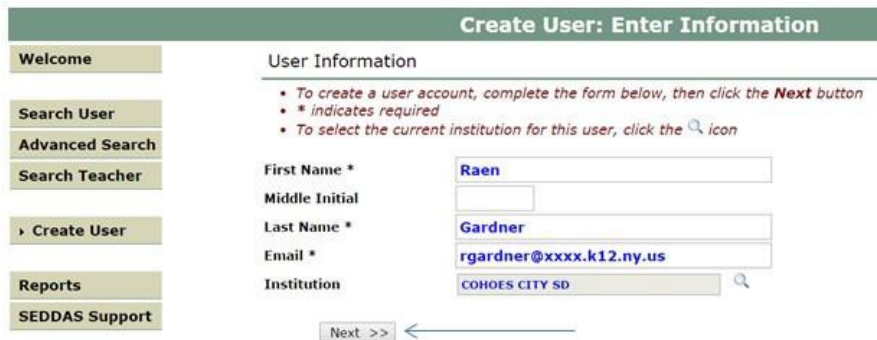 Create User: Enter Information
Welcome
Search User
Advanced Search
Search Teacher
Create User
Reports
SEDDAS Support
User Information
To create a user account, complete the form below, then click the Next button
* indicates required
To select the current institution for this user, click the icon
First Name * Raen
Middle Initial
Last Name * Gardner
Email * rgardner@xxxx.k12.ny.us
Institution COHOES CITY SD
Next >>